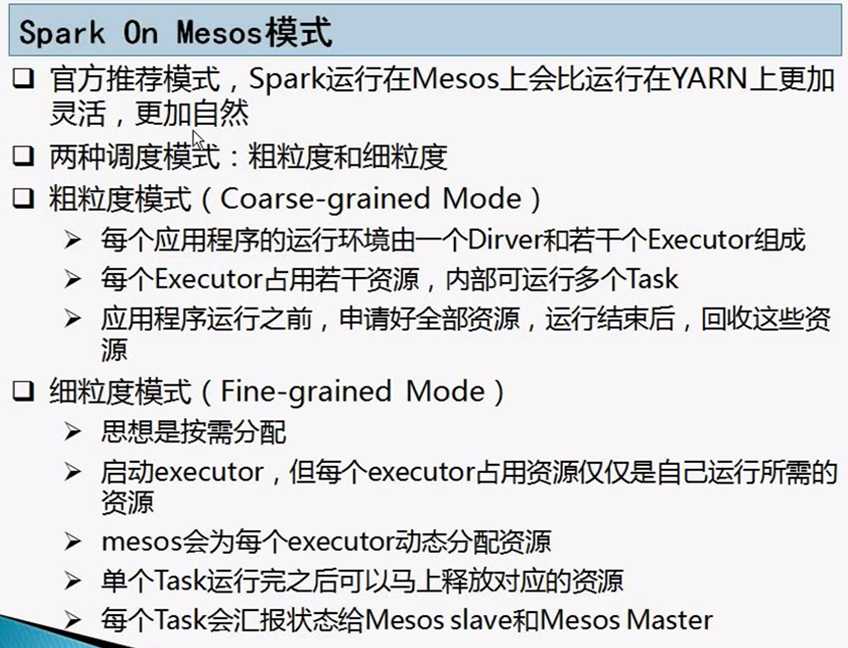 Spark On Mesos模式
官方推荐模式，Spark运行在Mesos上会比运行在YARN上更加
灵活，更加自然
两种调度模式：粗粒度和细粒度
粗粒度模式（Coarse-grained Mode）
每个应用程序的运行环境由一个Dirver和若干个Executor组成
每个Executor占用若干资源，内部可运行多个Task
应用程序运行之前，申请好全部资源，运行结束后，回收这些资
源
细粒度模式（Fine-grained Mode）
思想是按需分配
启动executor，但每个executor占用资源仅仅是自己运行所需的
资源
mesos会为每个executor动态分配资源
单个Task运行完之后可以马上释放对应的资源
每个Task会汇报状态给Mesos slave和Mesos Master